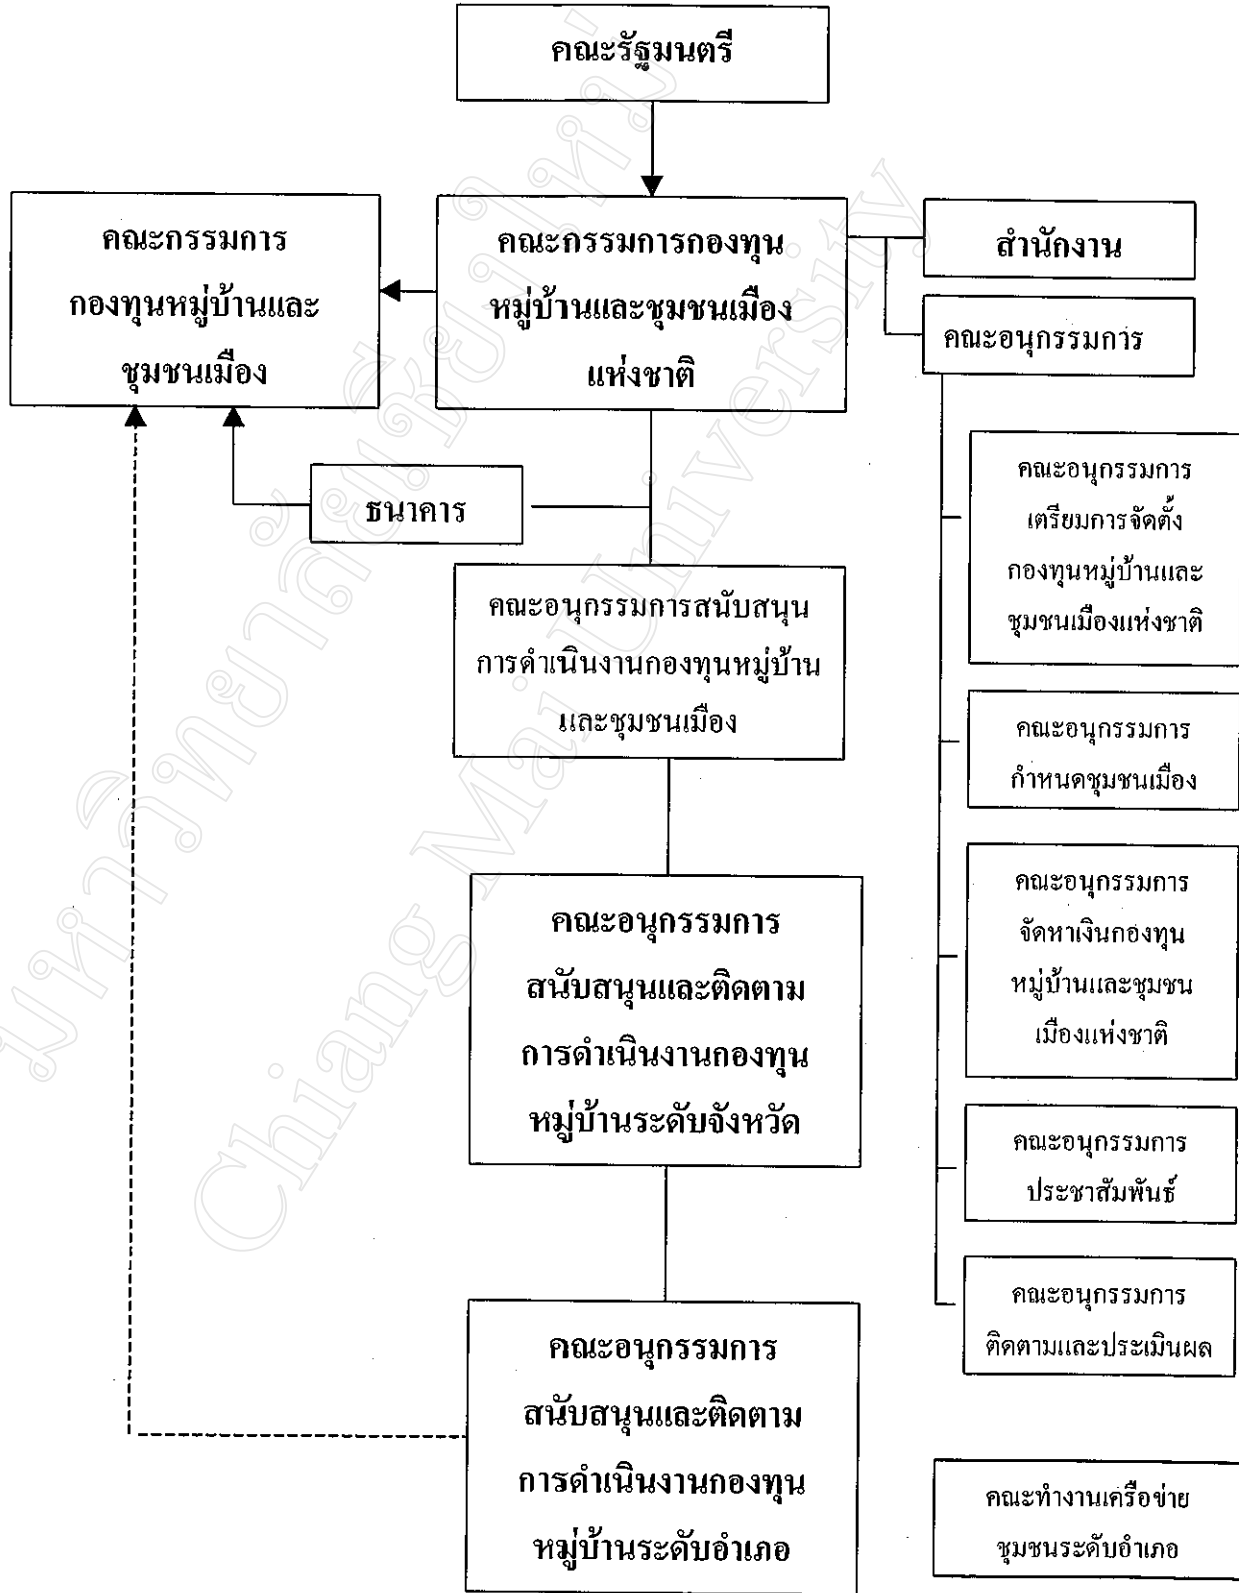 คณะรัฐมนตรี
คณะกรรมการ
กองทุนหมู่บ้านและ
ชุมชนเมือง
คณะกรรมการกองทุน
หมู่บ้านและชุมชนเมือง
แห่งชาติ
สำนักงาน
คณะอนุกรรมการ
ธนาคาร
คณะอนุกรรมการสนับสนุน
การดำเนินงานกองทุนหมู่บ้าน
และชุมชนเมือง
คณะอนุกรรมการ
สนับสนุนและติดตาม
การดำเนินงานกองทุน
หมู่บ้านระดับจังหวัด
คณะอนุกรรมการ
สนับสนุนและติดตาม
การดำเนินงานกองทุน
หมู่บ้านระดับอำเภอ
คณะอนุกรรมการ
เตรียมการจัดตั้ง
กองทุนหมู่บ้านและ
ชุมชนเมืองแห่งชาติ
คณะอนุกรรมการ
กำหนดชุมชนเมือง
คณะอนุกรรมการ
จัดหาเงินกองทุน
หมู่บ้านและชุมชน
เมืองแห่งชาติ
คณะอนุกรรมการ
ประชาสัมพันธ์
คณะอนุกรรมการ
ติดตามและประเมินผล
คณะทำงานเครือข่าย
ชุมชนระดับอำเภอ
มหาวิทยาลัยเชียงใหม่
Chiang Mai University